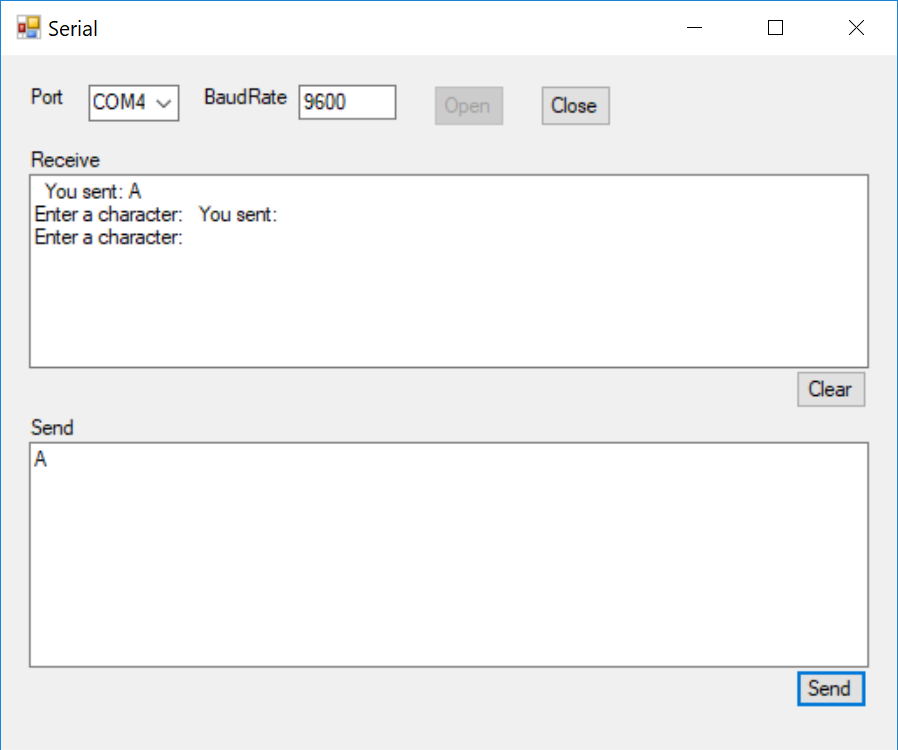 Serial
Port COM4 BaudRate 9600 Open Close
Receive
You sent: A
Enter a character: You sent:
Enter a character:
Clear
Send
A
Send